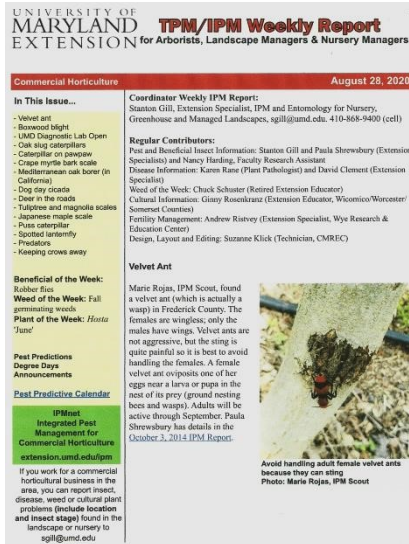 UNIVERSITY OF
MARYLAND
EXTENSION
TPM/IPM Weekly Report
for Arborists, Landscape Managers & Nursery Managers
Commercial Horticulture
August 28, 2020
In This Issue...
- Velvet ant
- Boxwood blight
- UMD Diagnostic Lab Open
- Oak slug caterpillars
- Caterpillar on pawpaw
- Crape myrtle bark scale
- Mediterranean oak borer (in
California)
- Dog day cicada
- Deer in the roads
- Tuliptree and magnolia scales
- Japanese maple scale
- Puss caterpillar
- Spotted lanternfly
- Predators
- Keeping crows away
Beneficial of the Week:
Robber flies
Weed of the Week: Fall
germinating weeds
Plant of the Week: Hosta
'June'
Pest Predictions
Degree Days
Announcements
Pest Predictive Calendar
IPMnet
Integrated Pest
Management for
Commercial Horticulture
extension.umd.edu/ipm
If you work for a commercial
horticultural business in the
area, you can report insect,
disease, weed or cultural plant
problems (include location
and insect stage) found in the
landscape or nursery to
sgill@umd.edu
Coordinator Weekly IPM Report:
Stanton Gill, Extension Specialist, IPM and Entomology for Nursery,
Greenhouse and Managed Landscapes, sgill@umd.edu. 410-868-9400 (cell)
Regular Contributors:
Pest and Beneficial Insect Information: Stanton Gill and Paula Shrewsbury (Extension
Specialists) and Nancy Harding, Faculty Research Assistant
Disease Information: Karen Rane (Plant Pathologist) and David Clement (Extension
Specialist)
Weed of the Week: Chuck Schuster (Retired Extension Educator)
Cultural Information: Ginny Rosenkranz (Extension Educator, Wicomico/Worcester/
Somerset Counties)
Fertility Management: Andrew Ristvey (Extension Specialist, Wye Research &
Education Center)
Design, Layout and Editing: Suzanne Klick (Technician, CMREC)
Velvet Ant
Marie Rojas, IPM Scout, found
a velvet ant (which is actually a
wasp) in Frederick County. The
females are wingless; only the
males have wings. Velvet ants are
not aggressive, but the sting is
quite painful so it is best to avoid
handling the females. A female
velvet ant oviposits one of her
eggs near a larva or pupa in the
nest of its prey (ground nesting
bees and wasps). Adults will be
active through September. Paula
Shrewsbury has details in the
October 3, 2014 IPM Report.
Avoid handling adult female velvet ants
because they can sting
Photo: Marie Rojas, IPM Scout